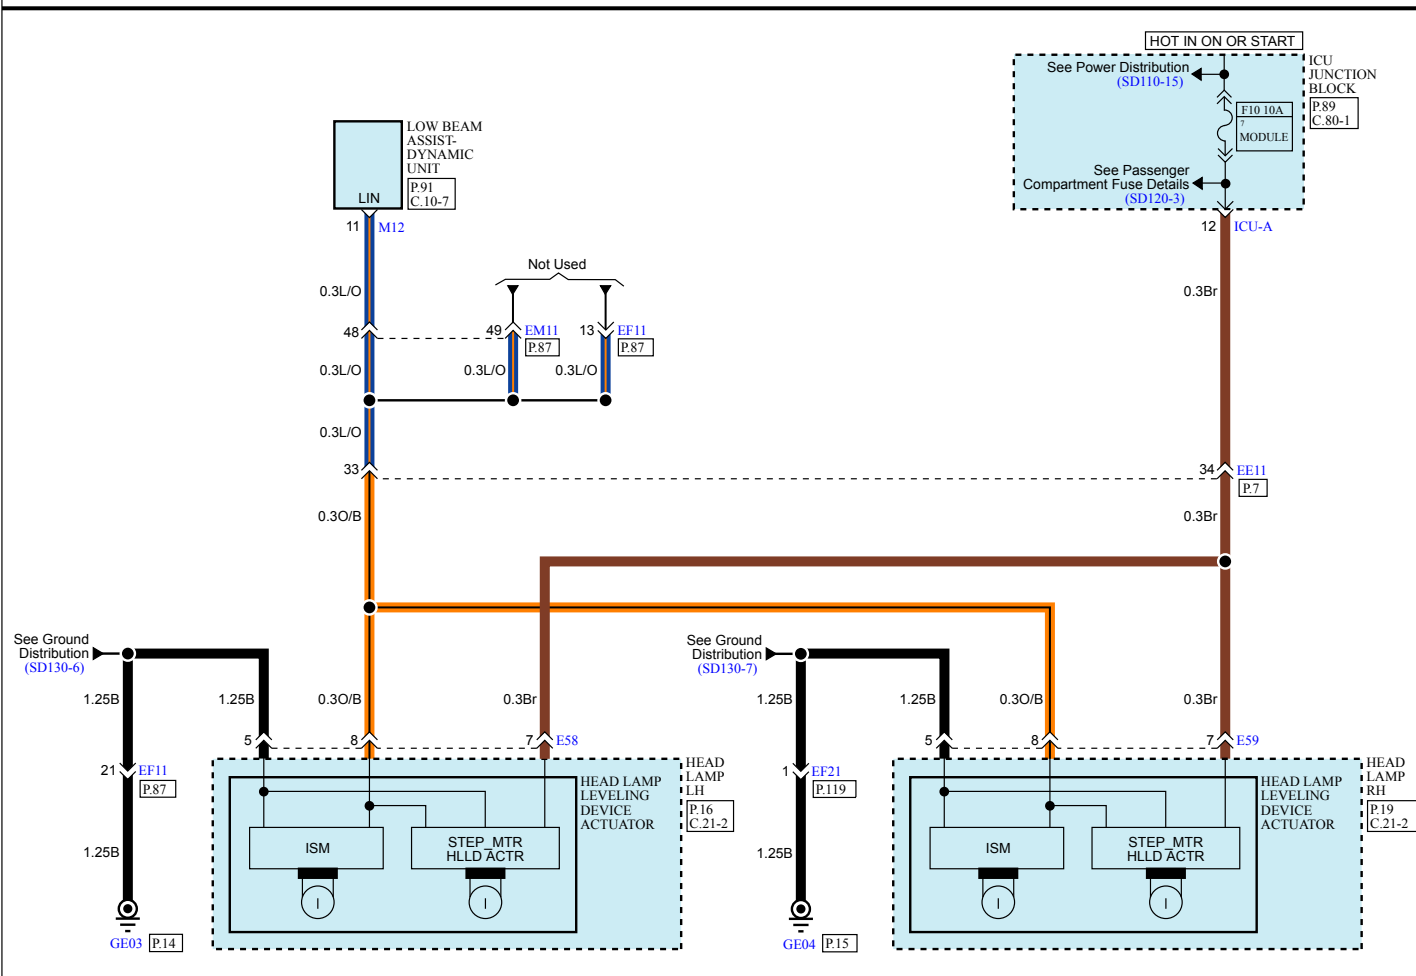 HOT IN ON OR START
See Power Distribution
(SD110-15)
ICU
JUNCTION
BLOCK
P.89
C.80-1
F10 10A
7
MODULE
See Passenger
Compartment Fuse Details
(SD120-3)
12
ICU-A
LOW BEAM
ASSIST-
DYNAMIC
UNIT
P.91
C.10-7
LIN
11
M12
Not Used
0.3L/O
0.3Br
48
49
EM11
P.87
13
EF11
P.87
0.3L/O
0.3L/O
0.3L/O
0.3L/O
33
34
EE11
P.7
0.3O/B
0.3Br
See Ground
Distribution
(SD130-6)
See Ground
Distribution
(SD130-7)
1.25B
1.25B
0.3O/B
0.3Br
1.25B
1.25B
0.3O/B
0.3Br
5
8
7
E58
5
8
7
E59
21
EF11
P.87
HEAD
LAMP
LH
P.16
C.21-2
HEAD LAMP
LEVELING
DEVICE
ACTUATOR
ISM
STEP_MTR
HLLD ACTR
I
I
1.25B
GE03
P.14
1
EF21
P.119
HEAD
LAMP
RH
P.19
C.21-2
HEAD LAMP
LEVELING
DEVICE
ACTUATOR
ISM
STEP_MTR
HLLD ACTR
I
I
1.25B
GE04
P.15